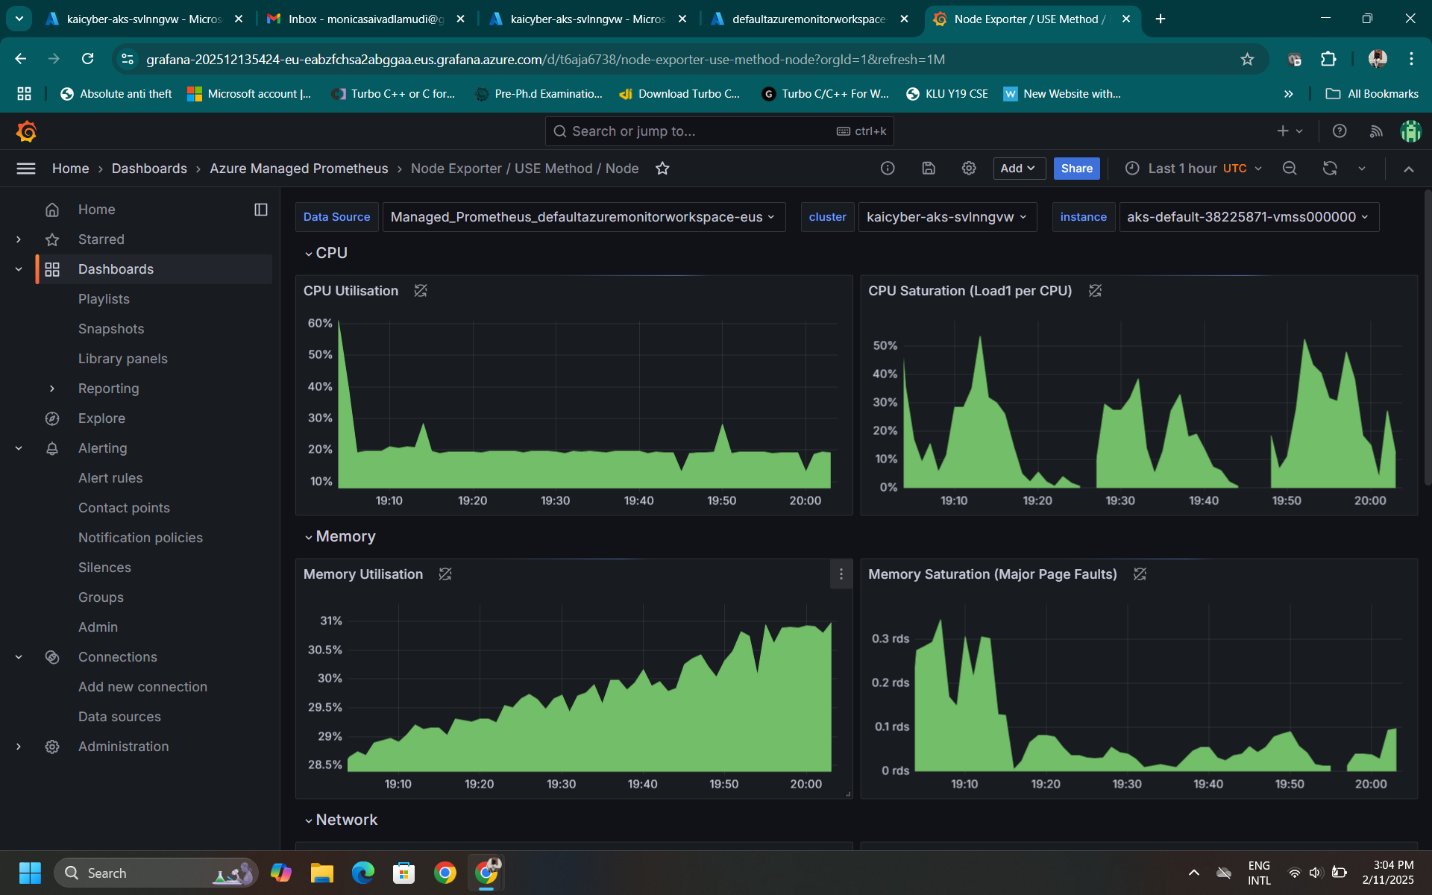 kaicyber-aks-svlnngvw - Micros
Inbox - monicasaivadlamudi@g
kaicyber-aks-svlnngvw - Micros
defaultazuremonitorworkspace
Node Exporter / USE Method /
grafana-202512135424-eu-eabzfchsa2abggaa.eus.grafana.azure.com/d/t6aja6738/node-exporter-use-method-node?orgId=1&refresh=1M
Absolute anti theft
Microsoft account |...
Turbo C++ or C for...
Pre-Ph.d Examinatio...
Download Turbo C...
Turbo C/C++ For W...
KLU Y19 CSE
New Website with...
All Bookmarks
Search or jump to...
ctrl+k
Home › Dashboards › Azure Managed Prometheus › Node Exporter / USE Method / Node
Add
Share
Last 1 hour UTC
Home
Starred
Dashboards
Playlists
Snapshots
Library panels
Reporting
Explore
Alerting
Alert rules
Contact points
Notification policies
Silences
Groups
Admin
Connections
Add new connection
Data sources
Administration
Data Source
Managed_Prometheus_defaultazuremonitorworkspace-eus
cluster
kaicyber-aks-svlnngvw
instance
aks-default-38225871-vmss000000
CPU
CPU Utilisation
60%
50%
40%
30%
20%
10%
19:10 19:20 19:30 19:40 19:50 20:00
CPU Saturation (Load1 per CPU)
50%
40%
30%
20%
10%
0%
19:10 19:20 19:30 19:40 19:50 20:00
Memory
Memory Utilisation
31%
30.5%
30%
29.5%
29%
28.5%
19:10 19:20 19:30 19:40 19:50 20:00
Memory Saturation (Major Page Faults)
0.3 rds
0.2 rds
0.1 rds
0 rds
19:10 19:20 19:30 19:40 19:50 20:00
Network
Search
ENG
INTL
3:04 PM
2/11/2025